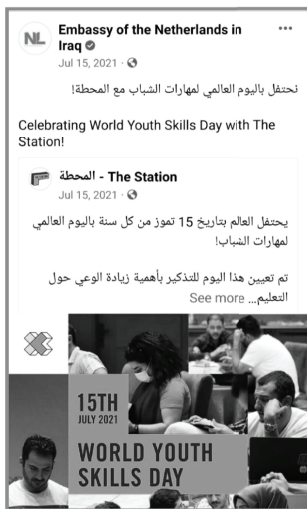 NL
Embassy of the Netherlands in
Iraq
Jul 15, 2021 ·
نحتفل باليوم العالمي لمهارات الشباب مع المحطة!
Celebrating World Youth Skills Day with The
Station!
المحطة - The Station
Jul 15, 2021 ·
يحتفل العالم بتاريخ 15 تموز من كل سنة باليوم العالمي
لمهارات الشباب!
تم تعيين هذا اليوم للتذكير بأهمية زيادة الوعي حول
التعليم... See more
15TH
JULY 2021
WORLD YOUTH
SKILLS DAY